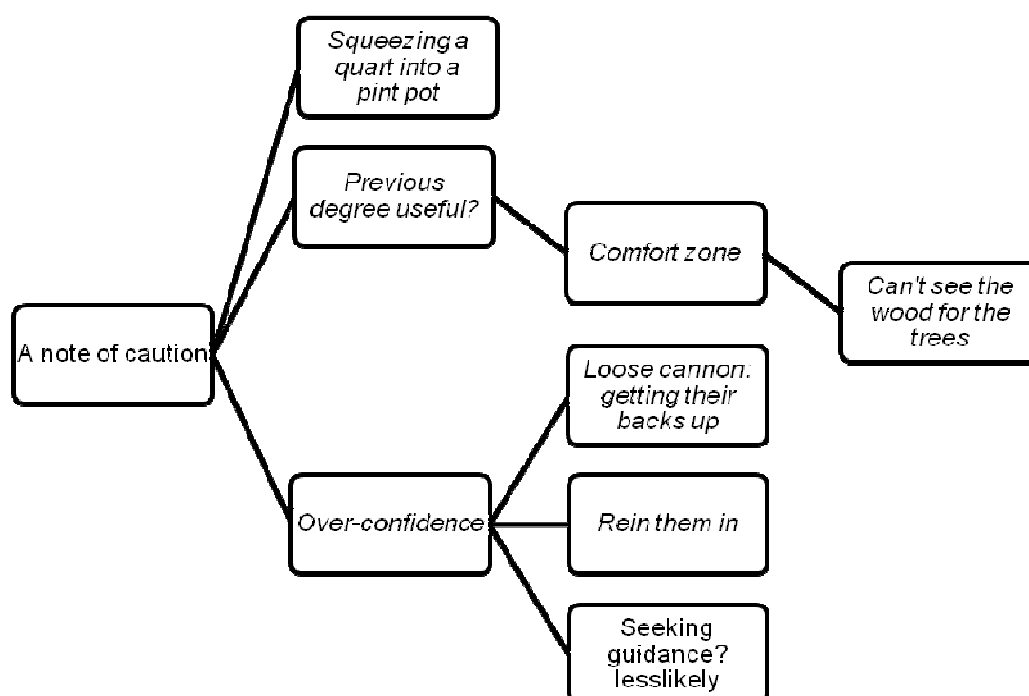 Squeezing a
quart into a
pint pot
Previous
degree useful?
Comfort zone
Can't see the
wood for the
trees
A note of caution
Loose cannon:
getting their
backs up
Over-confidence
Rein them in
Seeking
guidance?
lesslikely